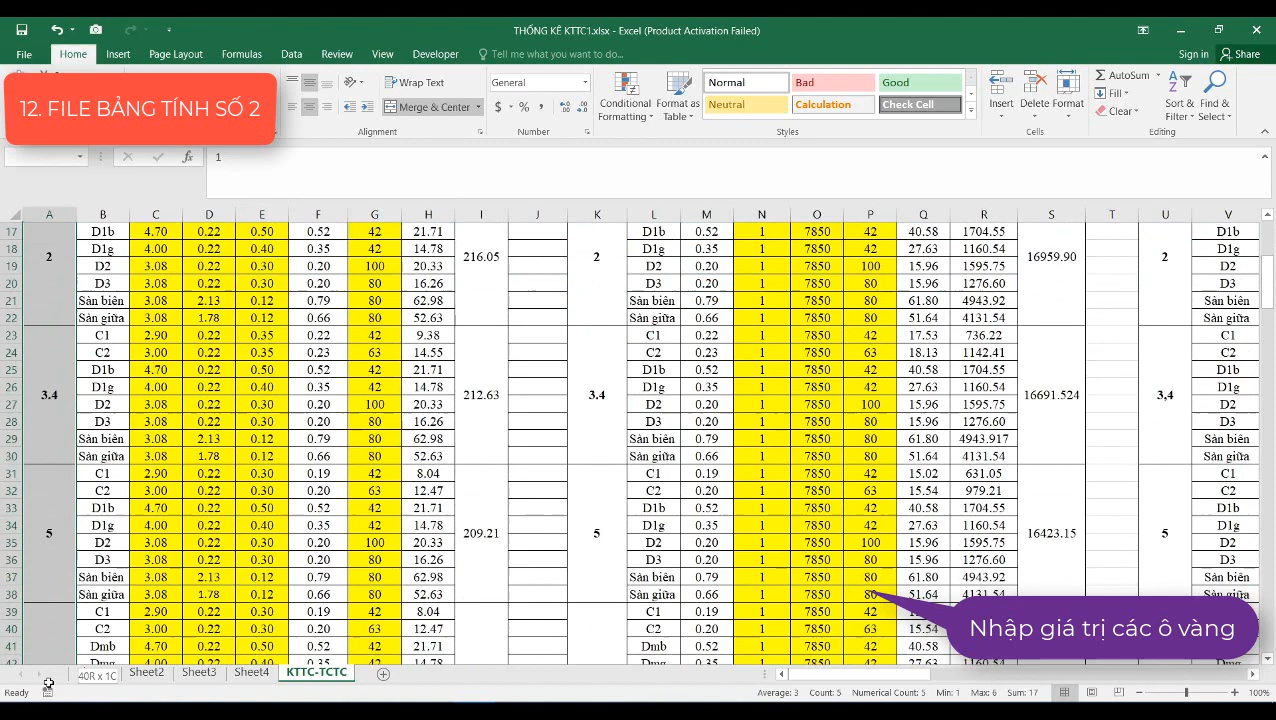 THỐNG KÊ KTTC1.xlsx - Excel (Product Activation Failed)
File Home Insert Page Layout Formulas Data Review View Developer Tell me what you want to do... Sign in Share
12. FILE BẢNG TÍNH SỐ 2
Wrap Text General Normal Bad Good AutoSum
Merge & Center $ % , Conditional Formatting Format as Table Neutral Calculation Check Cell Insert Delete Format Fill Clear Sort & Filter Find & Select
Alignment Number Styles Cells Editing
1
A B C D E F G H I J K L M N O P Q R S T U V
17 D1b 4.70 0.22 0.50 0.52 42 21.71 D1b 0.52 1 7850 42 40.58 1704.55 D1b
18 D1g 4.00 0.22 0.40 0.35 42 14.78 D1g 0.35 1 7850 42 27.63 1160.54 D1g
2 216.05 2 16959.90 2
19 D2 3.08 0.22 0.30 0.20 100 20.33 D2 0.20 1 7850 100 15.96 1595.75 D2
20 D3 3.08 0.22 0.30 0.20 80 16.26 D3 0.20 1 7850 80 15.96 1276.60 D3
21 Sàn biên 3.08 2.13 0.12 0.79 80 62.98 Sàn biên 0.79 1 7850 80 61.80 4943.92 Sàn biên
22 Sàn giữa 3.08 1.78 0.12 0.66 80 52.63 Sàn giữa 0.66 1 7850 80 51.64 4131.54 Sàn giữa
23 C1 2.90 0.22 0.35 0.22 42 9.38 C1 0.22 1 7850 42 17.53 736.22 C1
24 C2 3.00 0.22 0.35 0.23 63 14.55 C2 0.23 1 7850 63 18.13 1142.41 C2
25 D1b 4.70 0.22 0.50 0.52 42 21.71 D1b 0.52 1 7850 42 40.58 1704.55 D1b
26 D1g 4.00 0.22 0.40 0.35 42 14.78 D1g 0.35 1 7850 42 27.63 1160.54 D1g
3.4 212.63 3.4 16691.524 3,4
27 D2 3.08 0.22 0.30 0.20 100 20.33 D2 0.20 1 7850 100 15.96 1595.75 D2
28 D3 3.08 0.22 0.30 0.20 80 16.26 D3 0.20 1 7850 80 15.96 1276.60 D3
29 Sàn biên 3.08 2.13 0.12 0.79 80 62.98 Sàn biên 0.79 1 7850 80 61.80 4943.917 Sàn biên
30 Sàn giữa 3.08 1.78 0.12 0.66 80 52.63 Sàn giữa 0.66 1 7850 80 51.64 4131.54 Sàn giữa
31 C1 2.90 0.22 0.30 0.19 42 8.04 C1 0.19 1 7850 42 15.02 631.05 C1
32 C2 3.00 0.22 0.30 0.20 63 12.47 C2 0.20 1 7850 63 15.54 979.21 C2
33 D1b 4.70 0.22 0.50 0.52 42 21.71 D1b 0.52 1 7850 42 40.58 1704.55 D1b
34 D1g 4.00 0.22 0.40 0.35 42 14.78 D1g 0.35 1 7850 42 27.63 1160.54 D1g
5 209.21 5 16423.15 5
35 D2 3.08 0.22 0.30 0.20 100 20.33 D2 0.20 1 7850 100 15.96 1595.75 D2
36 D3 3.08 0.22 0.30 0.20 80 16.26 D3 0.20 1 7850 80 15.96 1276.60 D3
37 Sàn biên 3.08 2.13 0.12 0.79 80 62.98 Sàn biên 0.79 1 7850 80 61.80 4943.92 Sàn biên
38 Sàn giữa 3.08 1.78 0.12 0.66 80 52.63 Sàn giữa 0.66 1 7850 80 51.64 4131.54 Sàn giữa
39 C1 2.90 0.22 0.30 0.19 42 8.04 C1 0.19 1 7850 42
40 C2 3.00 0.22 0.30 0.20 63 12.47 C2 0.20 1 7850 63 15.54
41 Dmb 4.70 0.22 0.50 0.52 42 21.71 Dmb 0.52 1 7850 42 40.58
42 Dmg 4.00 0.22 0.40 0.35 42 14.78 Dmg 0.35 1 7850 42
Nhập giá trị các ô vàng
40R x 1C Sheet2 Sheet3 Sheet4 KTTC-TCTC
Ready Average: 3 Count: 5 Numerical Count: 5 Min: 1 Max: 6 Sum: 17 100%